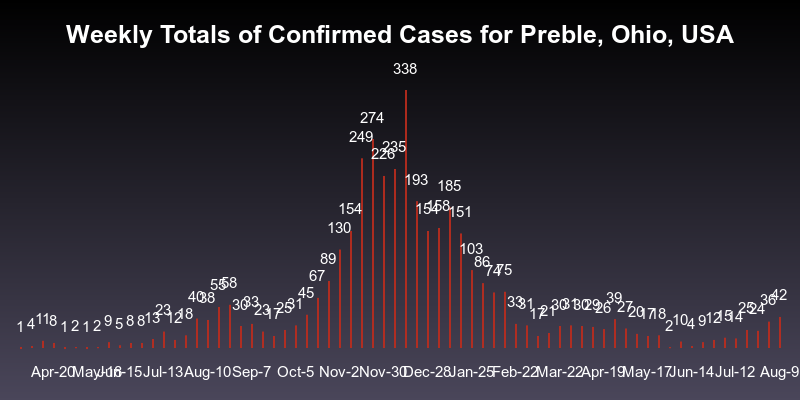 Weekly Totals of Confirmed Cases for Preble, Ohio, USA
1 4 11 8 1 2 1 2 9 5 8 8 13 23 12 18 40 38 55 58 30 33 23 17 25 31 45 67 89 130 154 249 274 226 235 338 193 154 158 185 151 103 86 74 75 33 31 17 21 30 31 30 29 26 39 27 20 17 18 2 10 4 9 12 15 14 25 24 36 42
Apr-20 May-18 Jun-15 Jul-13 Aug-10 Sep-7 Oct-5 Nov-2 Nov-30 Dec-28 Jan-25 Feb-22 Mar-22 Apr-19 May-17 Jun-14 Jul-12 Aug-9